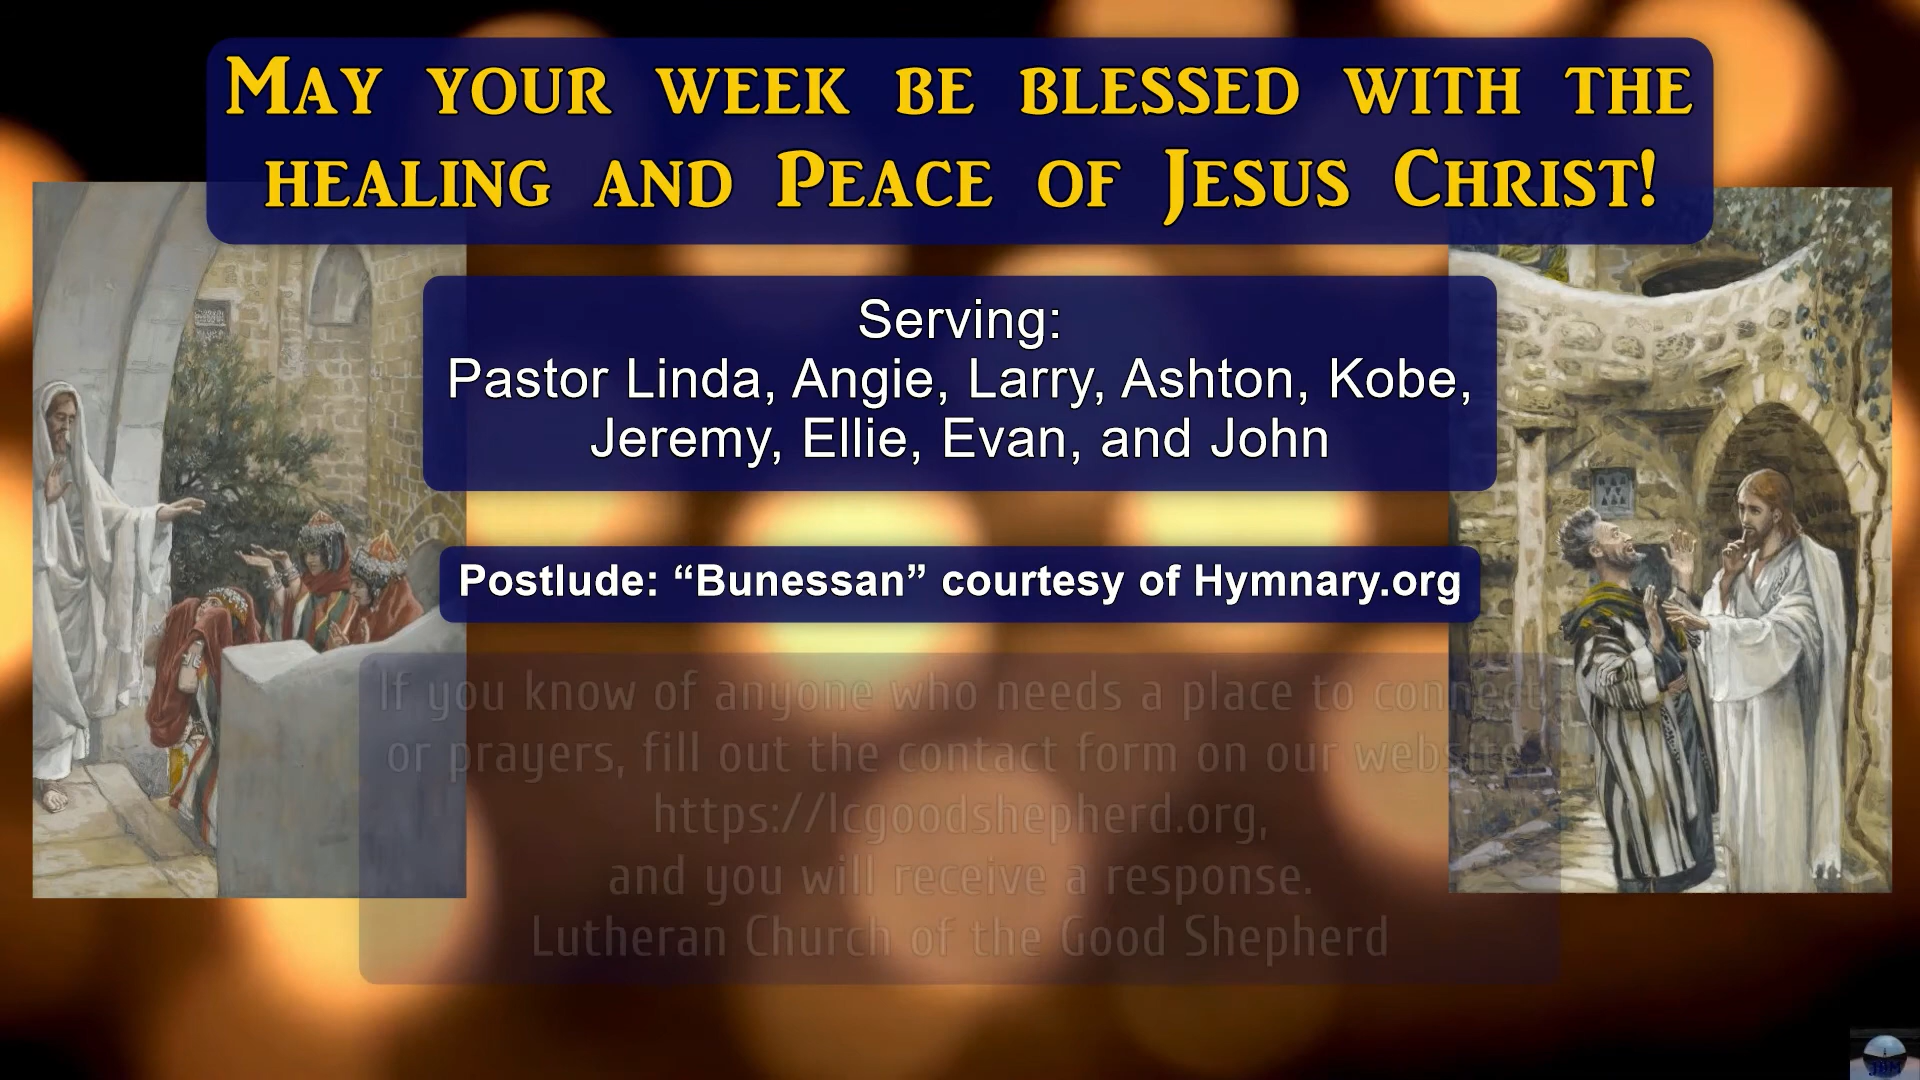 May your week be blessed with the
healing and Peace of Jesus Christ!
Serving:
Pastor Linda, Angie, Larry, Ashton, Kobe,
Jeremy, Ellie, Evan, and John
Postlude: “Bunessan” courtesy of Hymnary.org
If you know of anyone who needs a place to connect
or prayers, fill out the contact form on our website
https://lcgoodshepherd.org,
and you will receive a response.
Lutheran Church of the Good Shepherd